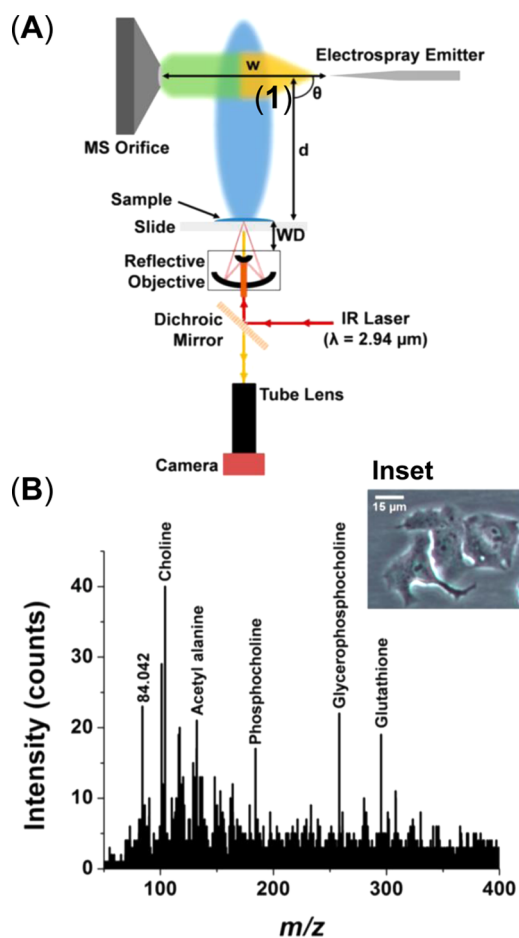 (A)
w
Electrospray Emitter
(1)
θ
MS Orifice
d
Sample
Slide
WD
Reflective
Objective
Dichroic
Mirror
IR Laser
(λ = 2.94 µm)
Tube Lens
Camera
(B)
Inset
15 µm
Choline
84.042
Acetyl alanine
Phosphocholine
Glycerophosphocholine
Glutathione
Intensity (counts)
40
30
20
10
0
100
200
300
400
m/z